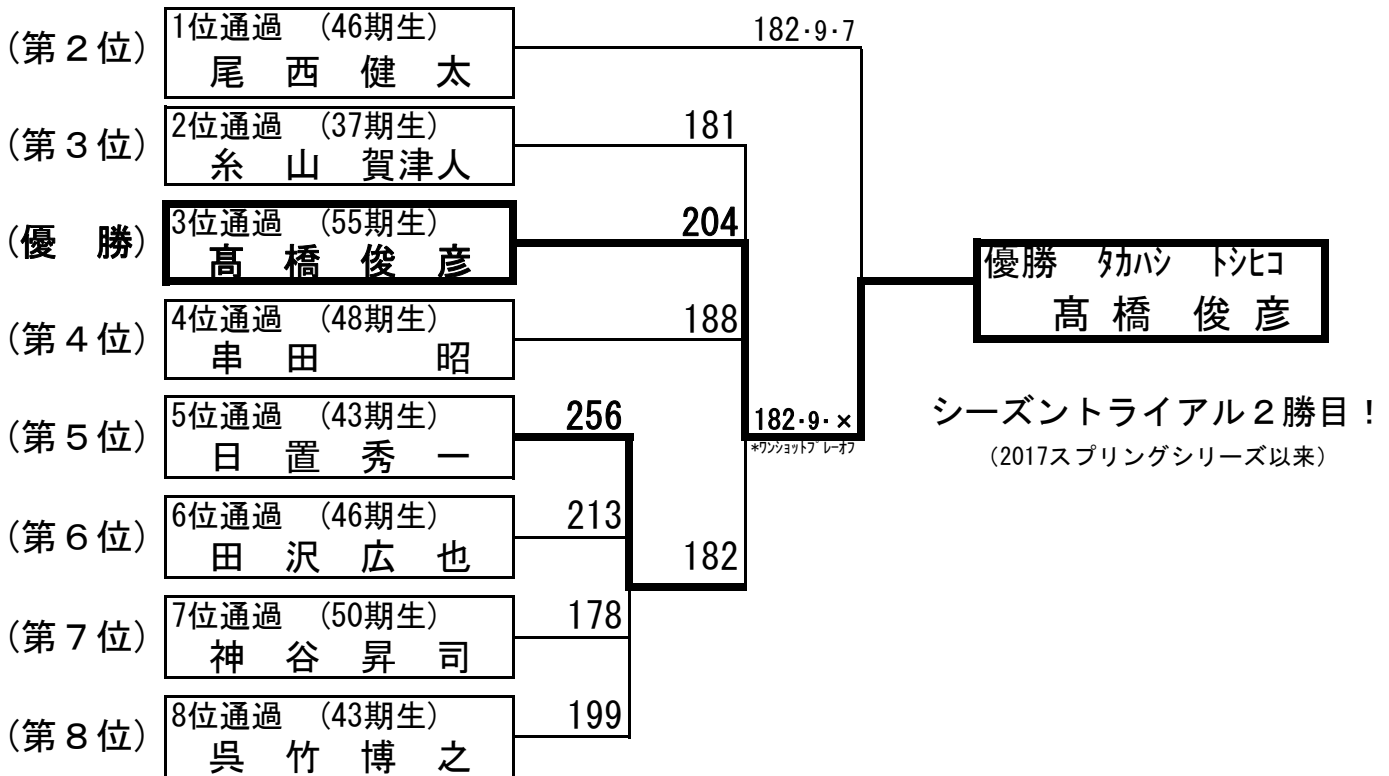 (第２位)
1位通過　(46期生)
尾　西　健　太
182･9･7
(第３位)
2位通過　(37期生)
糸　山　賀津人
181
(優　勝)
3位通過　(55期生)
髙　橋　俊　彦
204
優勝　ﾀｶﾊｼ　ﾄｼﾋｺ
髙 橋　俊 彦
(第４位)
4位通過　(48期生)
串　田　　　昭
188
(第５位)
5位通過　(43期生)
日　置　秀　一
256
182･9･×
*ﾜﾝｼｮｯﾄﾌﾟﾚｰｵﾌ
シーズントライアル２勝目！
(2017スプリングシリーズ以来)
(第６位)
6位通過　(46期生)
田　沢　広　也
213
182
(第７位)
7位通過　(50期生)
神　谷　昇　司
178
(第８位)
8位通過　(43期生)
呉　竹　博　之
199